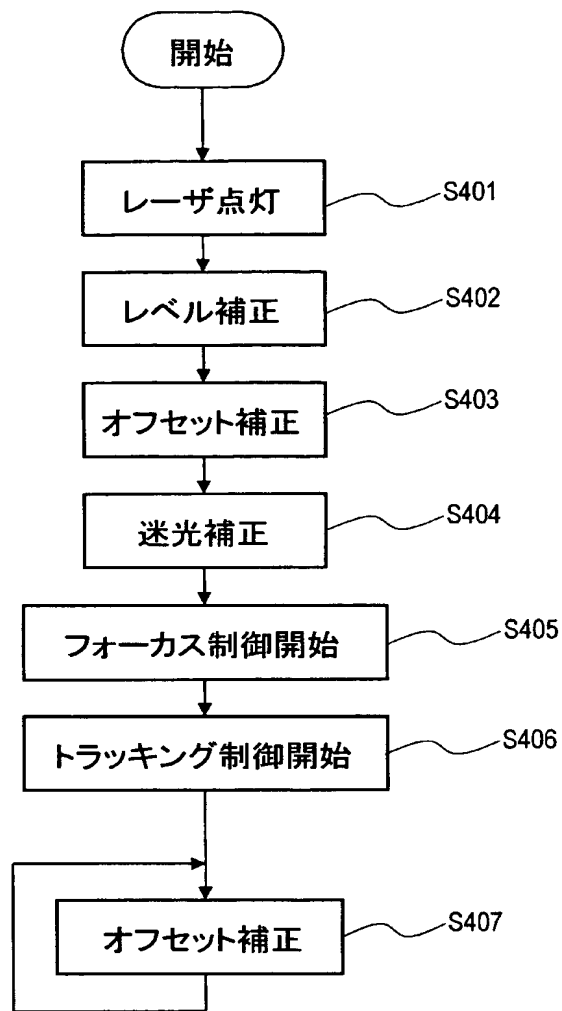 開始
レーザ点灯
S401
レベル補正
S402
オフセット補正
S403
迷光補正
S404
フォーカス制御開始
S405
トラッキング制御開始
S406
オフセット補正
S407